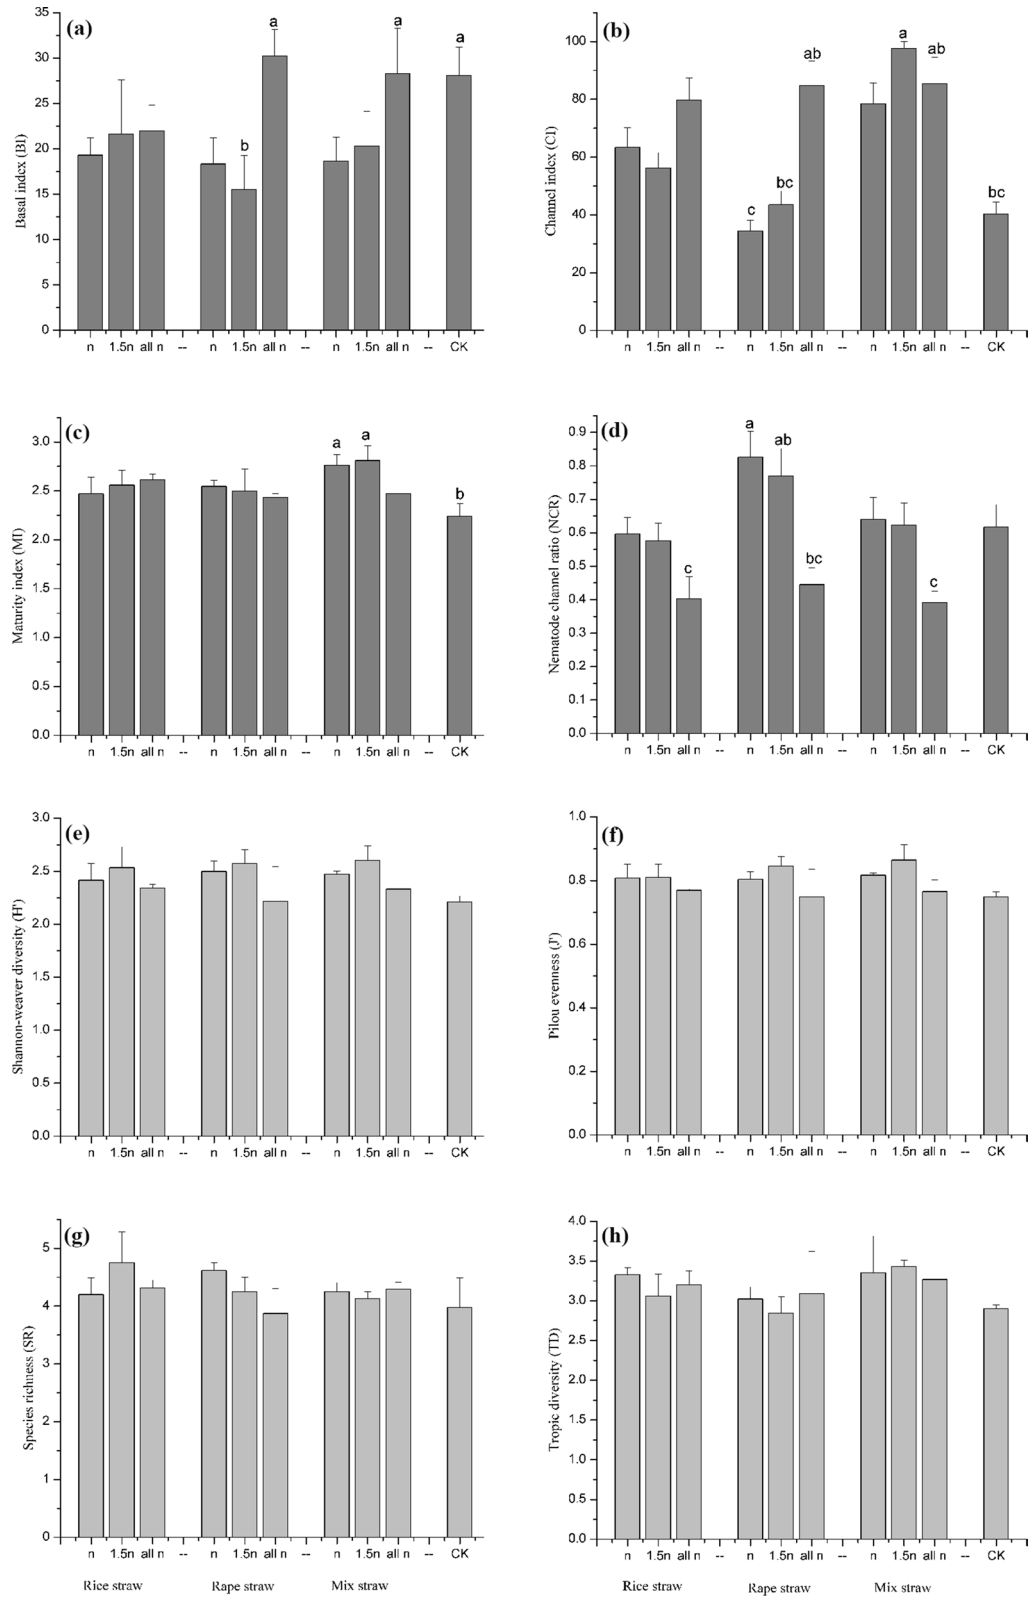 (a)
Basal index (BI)
35
30
25
20
15
10
5
0
a
a
a
b
n 1.5n all n -- n 1.5n all n -- n 1.5n all n -- CK
(b)
Channel index (CI)
100
80
60
40
20
0
ab
a
ab
bc
c
bc
n 1.5n all n -- n 1.5n all n -- n 1.5n all n -- CK
(c)
Maturity index (MI)
3.0
2.5
2.0
1.5
1.0
0.5
0.0
a
a
b
n 1.5n all n -- n 1.5n all n -- n 1.5n all n -- CK
(d)
Nematode channel ratio (NCR)
0.9
0.8
0.7
0.6
0.5
0.4
0.3
0.2
0.1
0.0
a
ab
c
bc
c
n 1.5n all n -- n 1.5n all n -- n 1.5n all n -- CK
(e)
Shannon-weaver diversity (H')
3.0
2.5
2.0
1.5
1.0
0.5
0.0
n 1.5n all n -- n 1.5n all n -- n 1.5n all n -- CK
(f)
Pilou evenness (J')
1.0
0.8
0.6
0.4
0.2
0.0
n 1.5n all n -- n 1.5n all n -- n 1.5n all n -- CK
(g)
Species richness (SR)
5
4
3
4
2
1
0
n 1.5n all n -- n 1.5n all n -- n 1.5n all n -- CK
Rice straw Rape straw Mix straw
(h)
Tropic diversity (TD)
4.0
3.5
3.0
2.5
2.0
1.5
1.0
0.5
0.0
n 1.5n all n -- n 1.5n all n -- n 1.5n all n -- CK
Rice straw Rape straw Mix straw